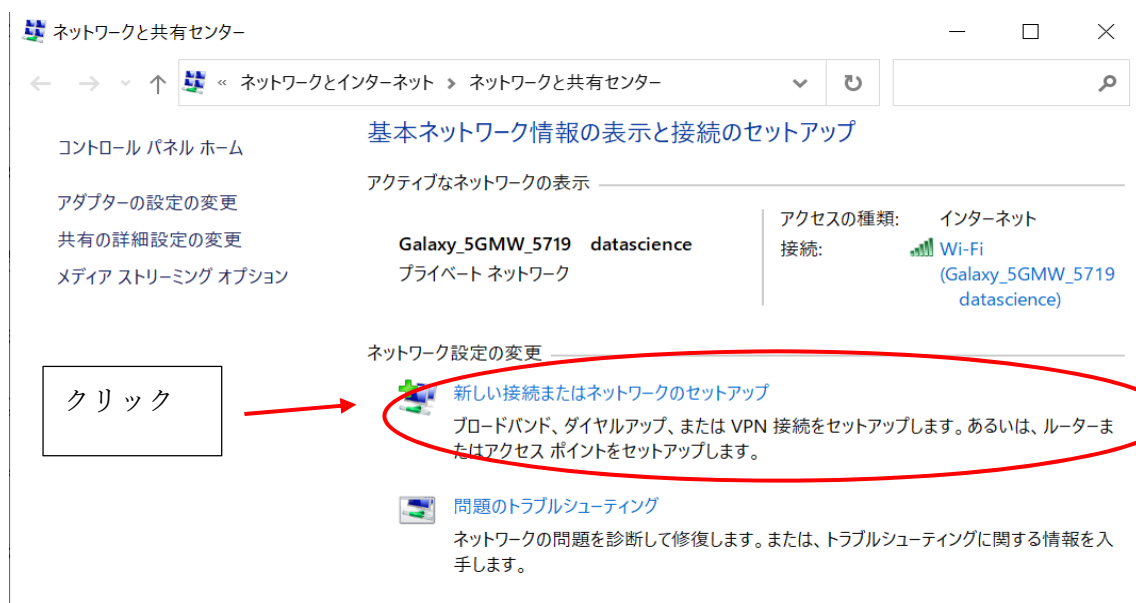 ネットワークと共有センター
« ネットワークとインターネット › ネットワークと共有センター
コントロール パネル ホーム
アダプターの設定の変更
共有の詳細設定の変更
メディア ストリーミング オプション
基本ネットワーク情報の表示と接続のセットアップ
アクティブなネットワークの表示
Galaxy_5GMW_5719 datascience
プライベート ネットワーク
アクセスの種類: インターネット
接続: Wi-Fi
(Galaxy_5GMW_5719
datascience)
ネットワーク設定の変更
クリック
新しい接続またはネットワークのセットアップ
ブロードバンド、ダイヤルアップ、または VPN 接続をセットアップします。あるいは、ルーターま
たはアクセス ポイントをセットアップします。
問題のトラブルシューティング
ネットワークの問題を診断して修復します。または、トラブルシューティングに関する情報を入
手します。